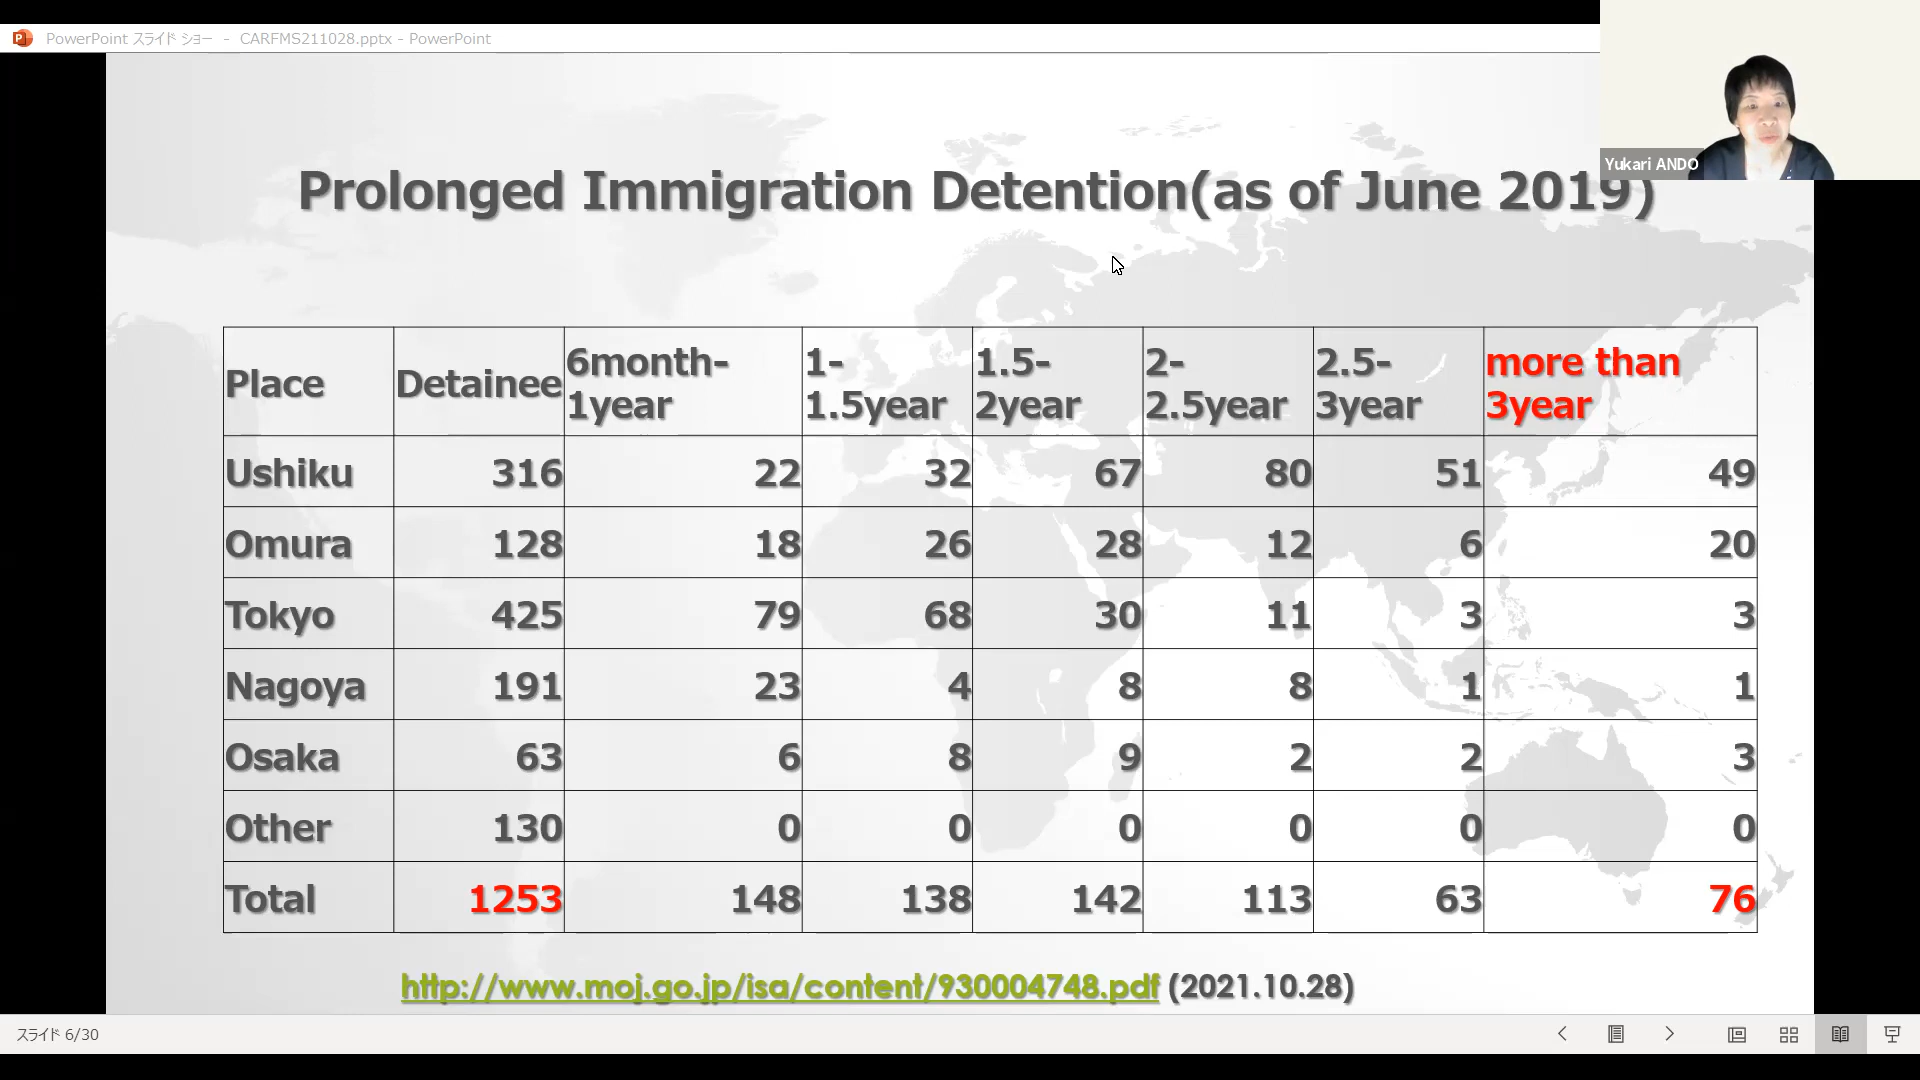 PowerPoint スライド ショー - CARFMS211028.pptx - PowerPoint
Yukari ANDO
Prolonged Immigration Detention(as of June 2019)
Place Detainee 6month-1year 1-1.5year 1.5-2year 2-2.5year 2.5-3year more than 3year
Ushiku 316 22 32 67 80 51 49
Omura 128 18 26 28 12 6 20
Tokyo 425 79 68 30 11 3 3
Nagoya 191 23 4 8 8 1 1
Osaka 63 6 8 9 2 2 3
Other 130 0 0 0 0 0 0
Total 1253 148 138 142 113 63 76
http://www.moj.go.jp/isa/content/930004748.pdf (2021.10.28)
スライド 6/30